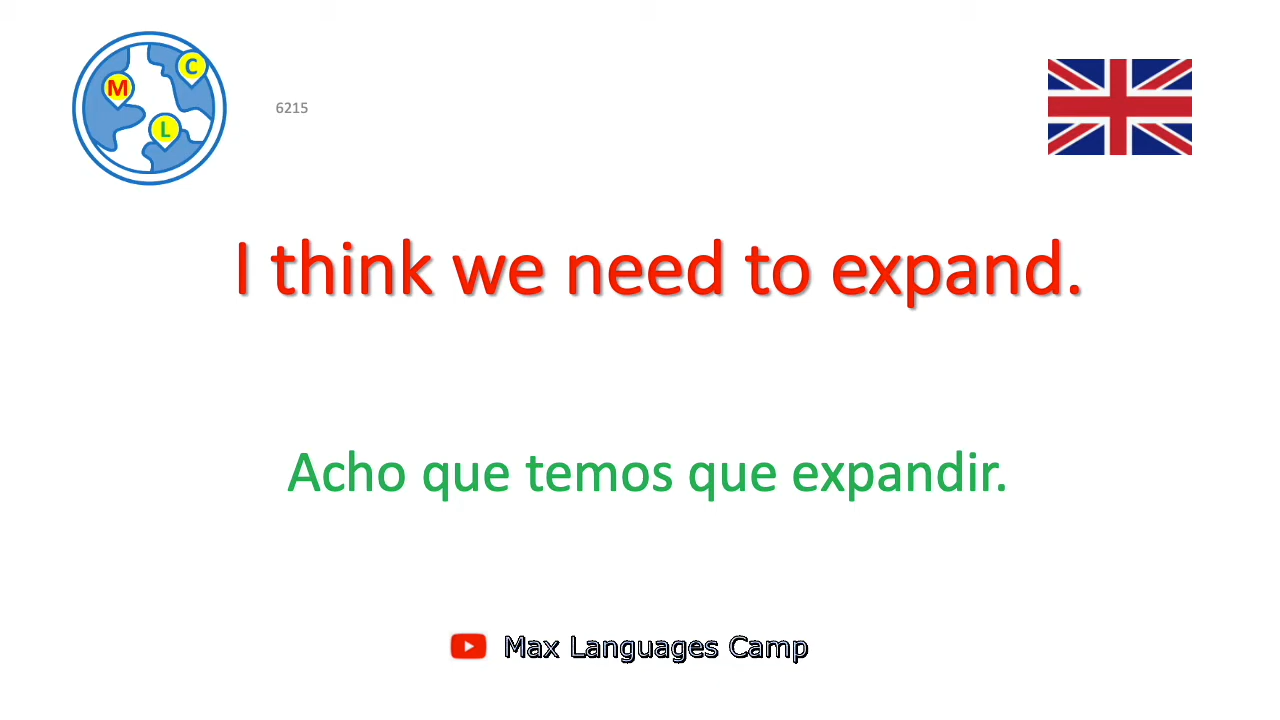 M
C
L
6215
I think we need to expand.
Acho que temos que expandir.
Max Languages Camp